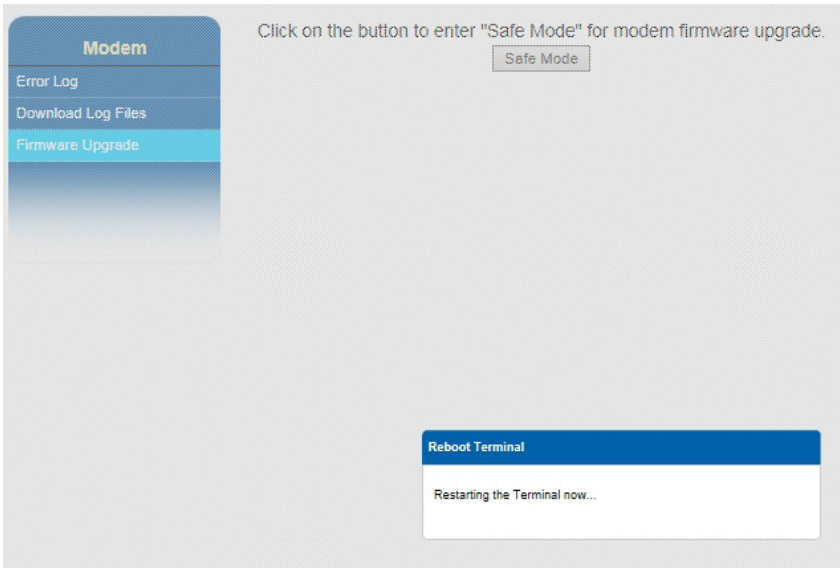 Modem
Error Log
Download Log Files
Firmware Upgrade
Click on the button to enter "Safe Mode" for modem firmware upgrade.
Safe Mode
Reboot Terminal
Restarting the Terminal now...